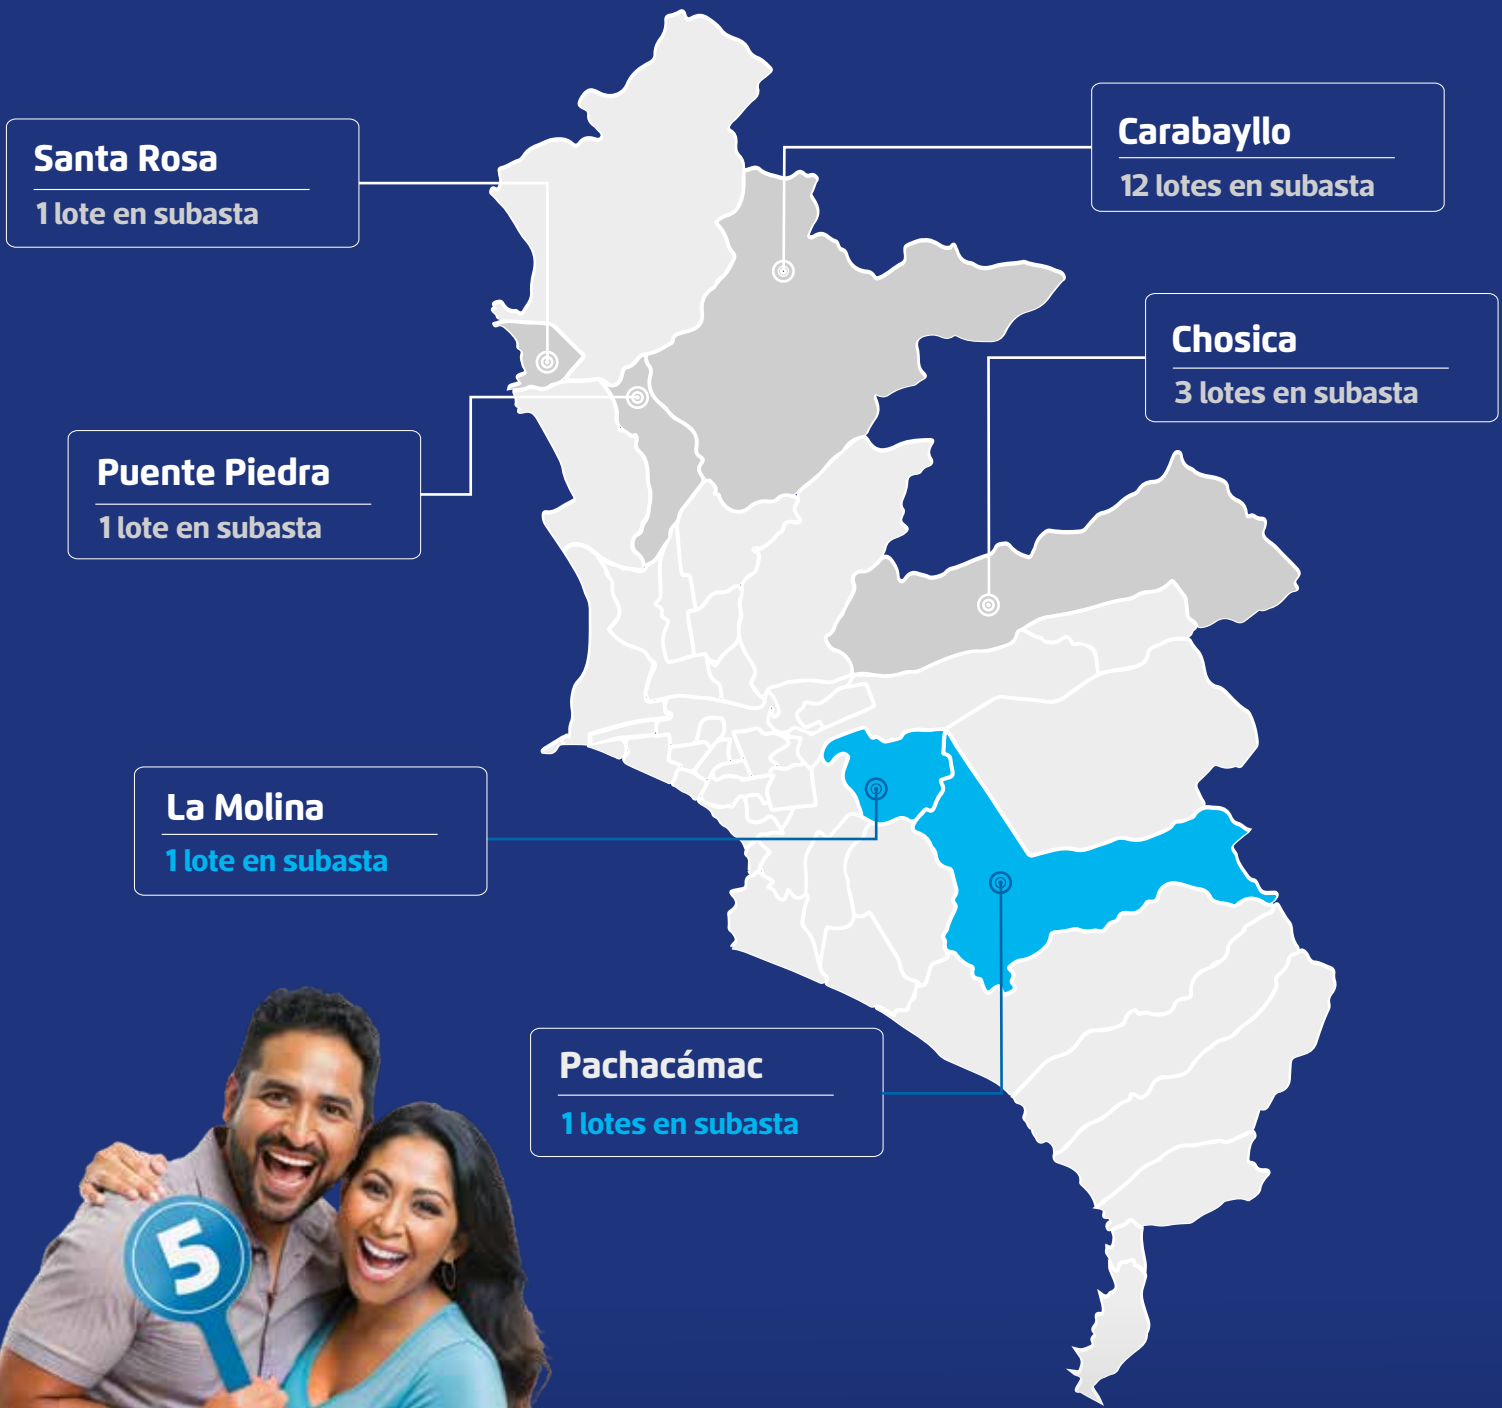 Santa Rosa
1 lote en subasta
Carabayllo
12 lotes en subasta
Chosica
3 lotes en subasta
Puente Piedra
1 lote en subasta
La Molina
1 lote en subasta
Pachacámac
1 lotes en subasta
5